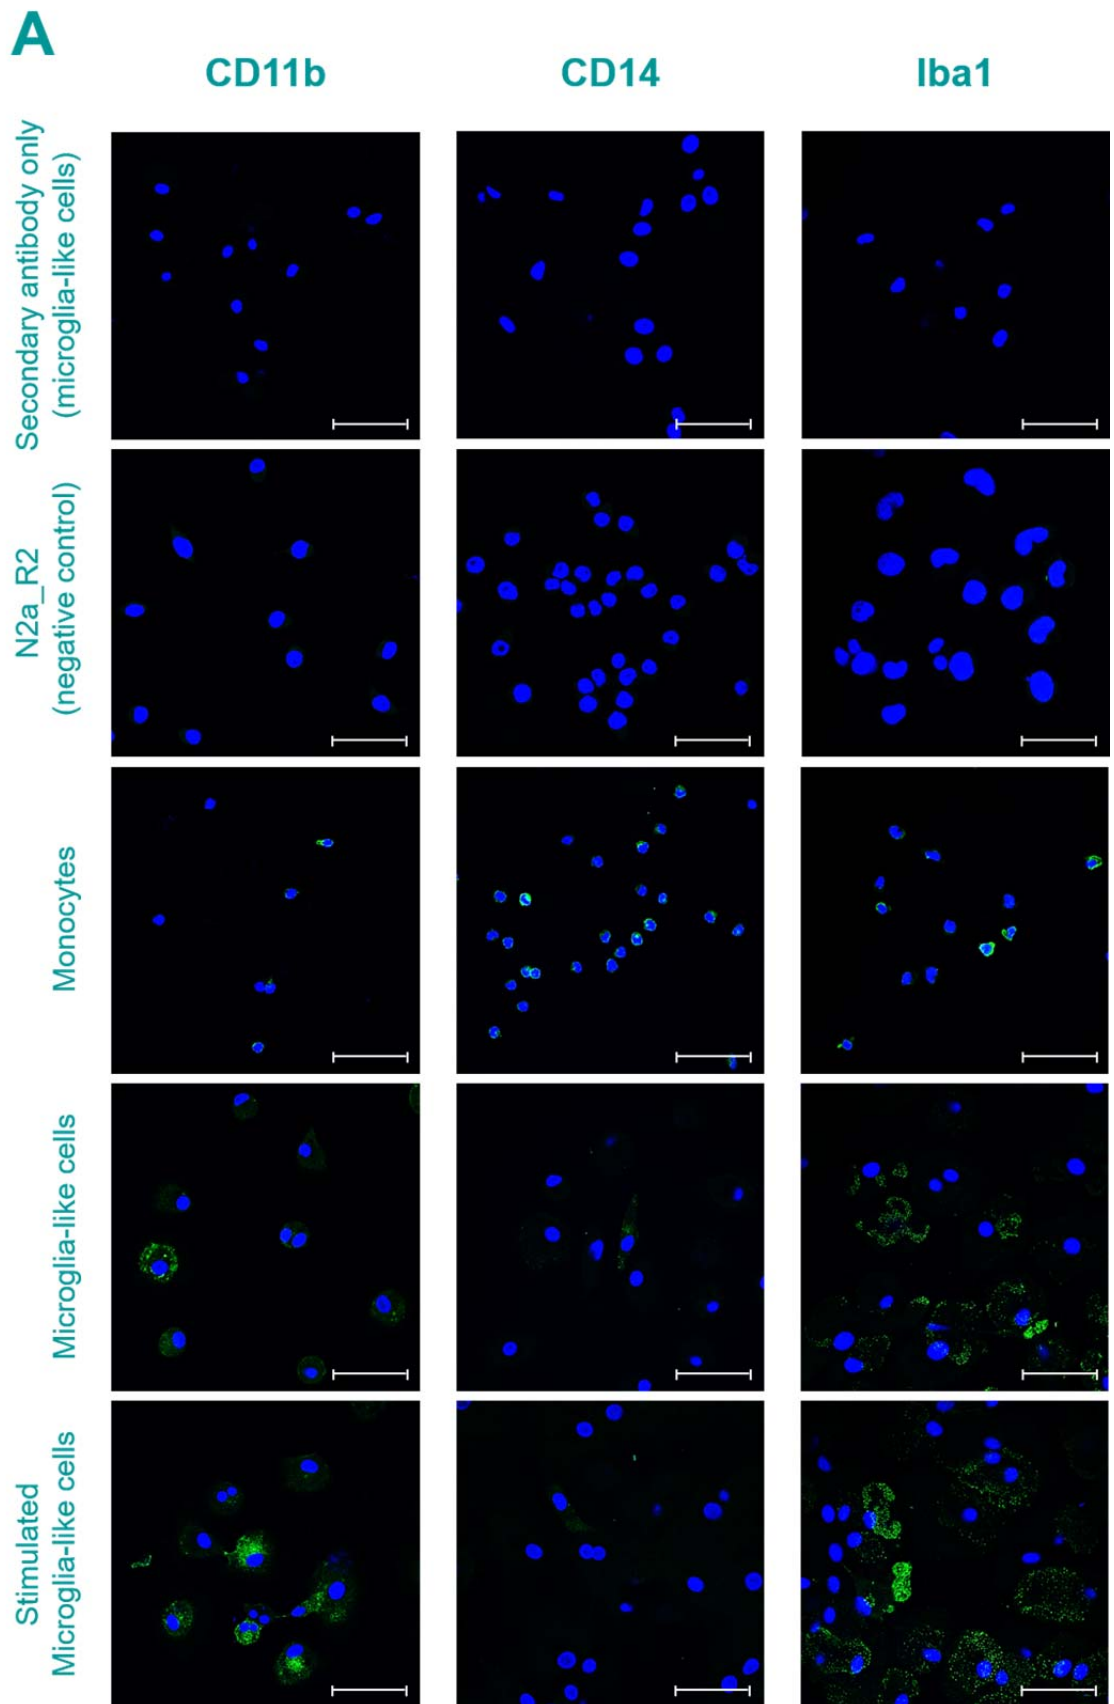 A
CD11b
CD14
Iba1
Secondary antibody only
(microglia-like cells)
N2a_R2
(negative control)
Monocytes
Microglia-like cells
Stimulated
Microglia-like cells